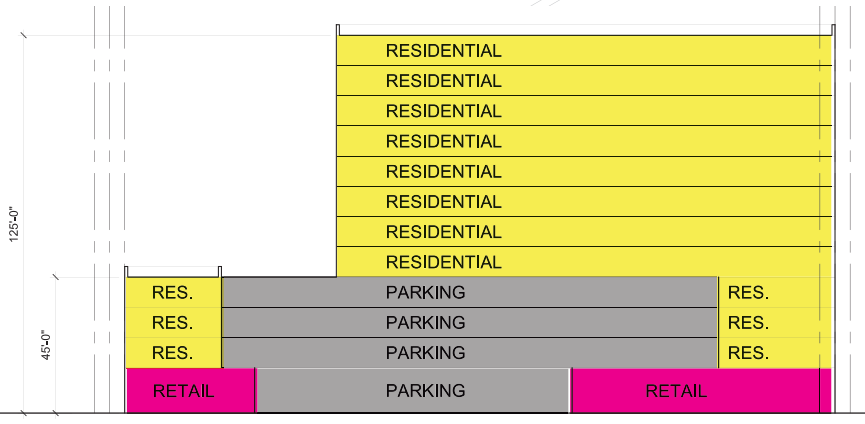 RESIDENTIAL
RESIDENTIAL
RESIDENTIAL
RESIDENTIAL
RESIDENTIAL
RESIDENTIAL
RESIDENTIAL
RESIDENTIAL
125'-0"
RES. PARKING RES.
RES. PARKING RES.
RES. PARKING RES.
45'-0"
RETAIL PARKING RETAIL